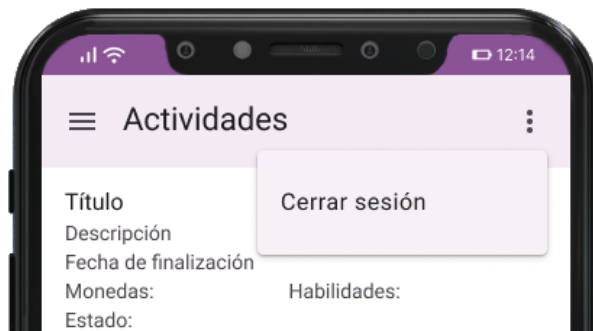 12:14
Actividades
Título
Cerrar sesión
Descripción
Fecha de finalización
Monedas: Habilidades:
Estado: